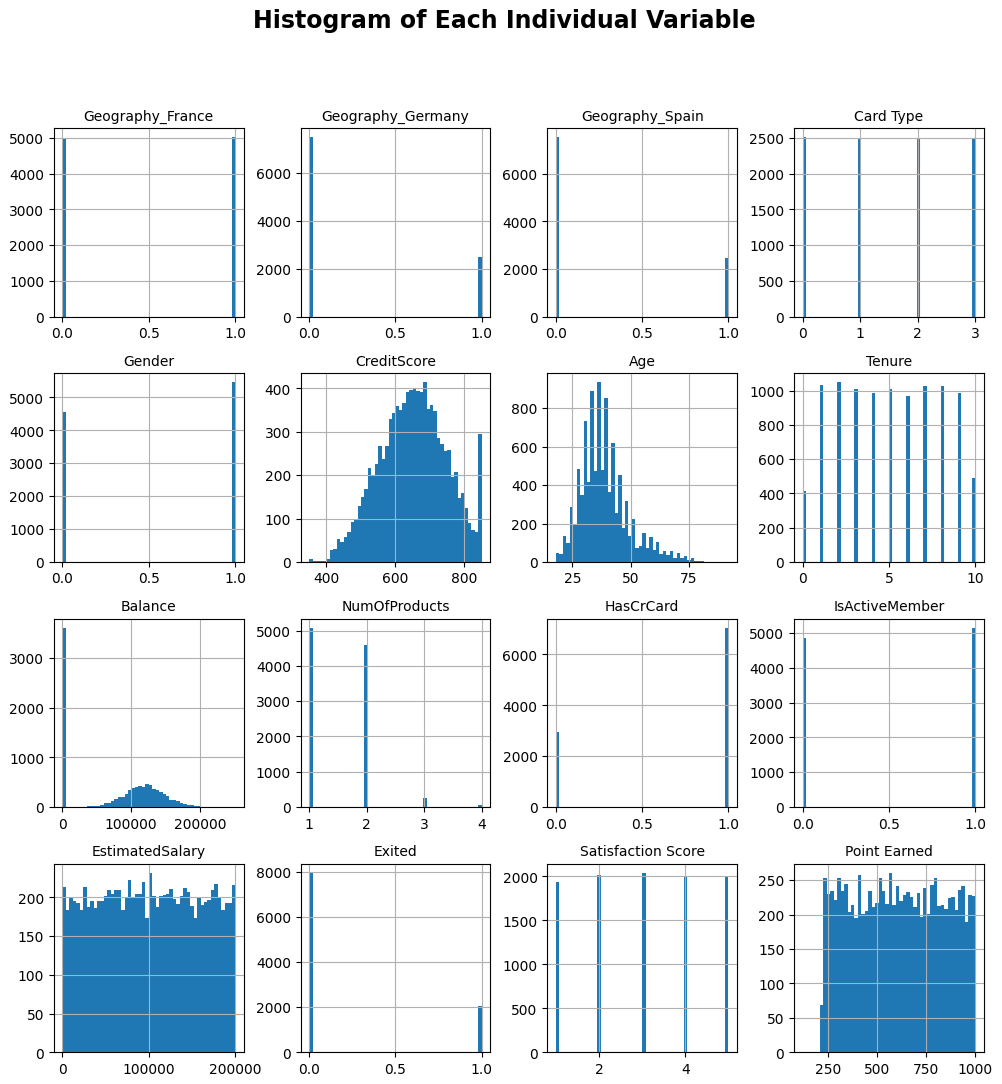 Histogram of Each Individual Variable
Geography_France Geography_Germany Geography_Spain Card Type
5000 4000 3000 2000 1000 0
6000 4000 2000 0
6000 4000 2000 0
2500 2000 1500 1000 500 0
0.0 0.5 1.0 0.0 0.5 1.0 0.0 0.5 1.0 0 1 2 3
Gender CreditScore Age Tenure
5000 4000 3000 2000 1000 0
400 300 200 100 0
800 600 400 200 0
1000 800 600 400 200 0
0.0 0.5 1.0 400 600 800 25 50 75 0 5 10
Balance NumOfProducts HasCrCard IsActiveMember
3000 2000 1000 0
5000 4000 3000 2000 1000 0
6000 4000 2000 0
5000 4000 3000 2000 1000 0
0 100000 200000 1 2 3 4 0.0 0.5 1.0 0.0 0.5 1.0
EstimatedSalary Exited Satisfaction Score Point Earned
200 150 100 50 0
8000 6000 4000 2000 0
2000 1500 1000 500 0
250 200 150 100 50 0
0 100000 200000 0.0 0.5 1.0 2 4 250 500 750 1000